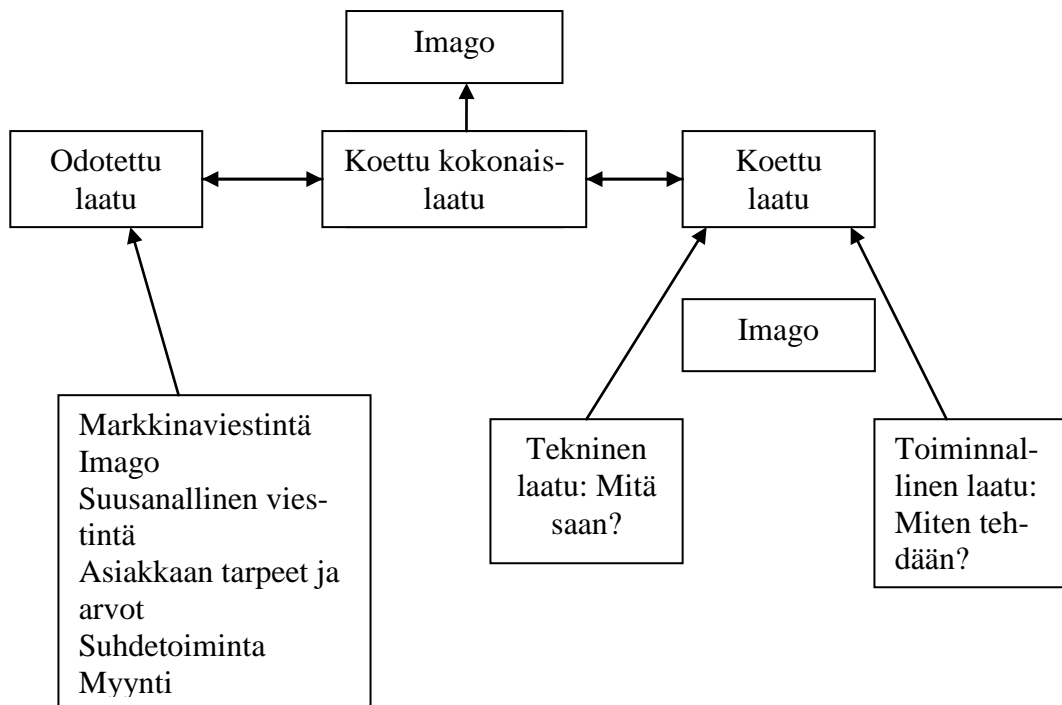 Imago
Odotettu
laatu
Koettu kokonais-
laatu
Koettu
laatu
Imago
Markkinaviestintä
Imago
Suusanallinen vies-
tintä
Asiakkaan tarpeet ja
arvot
Suhdetoiminta
Myynti
Tekninen
laatu: Mitä
saan?
Toiminnal-
linen laatu:
Miten teh-
dään?